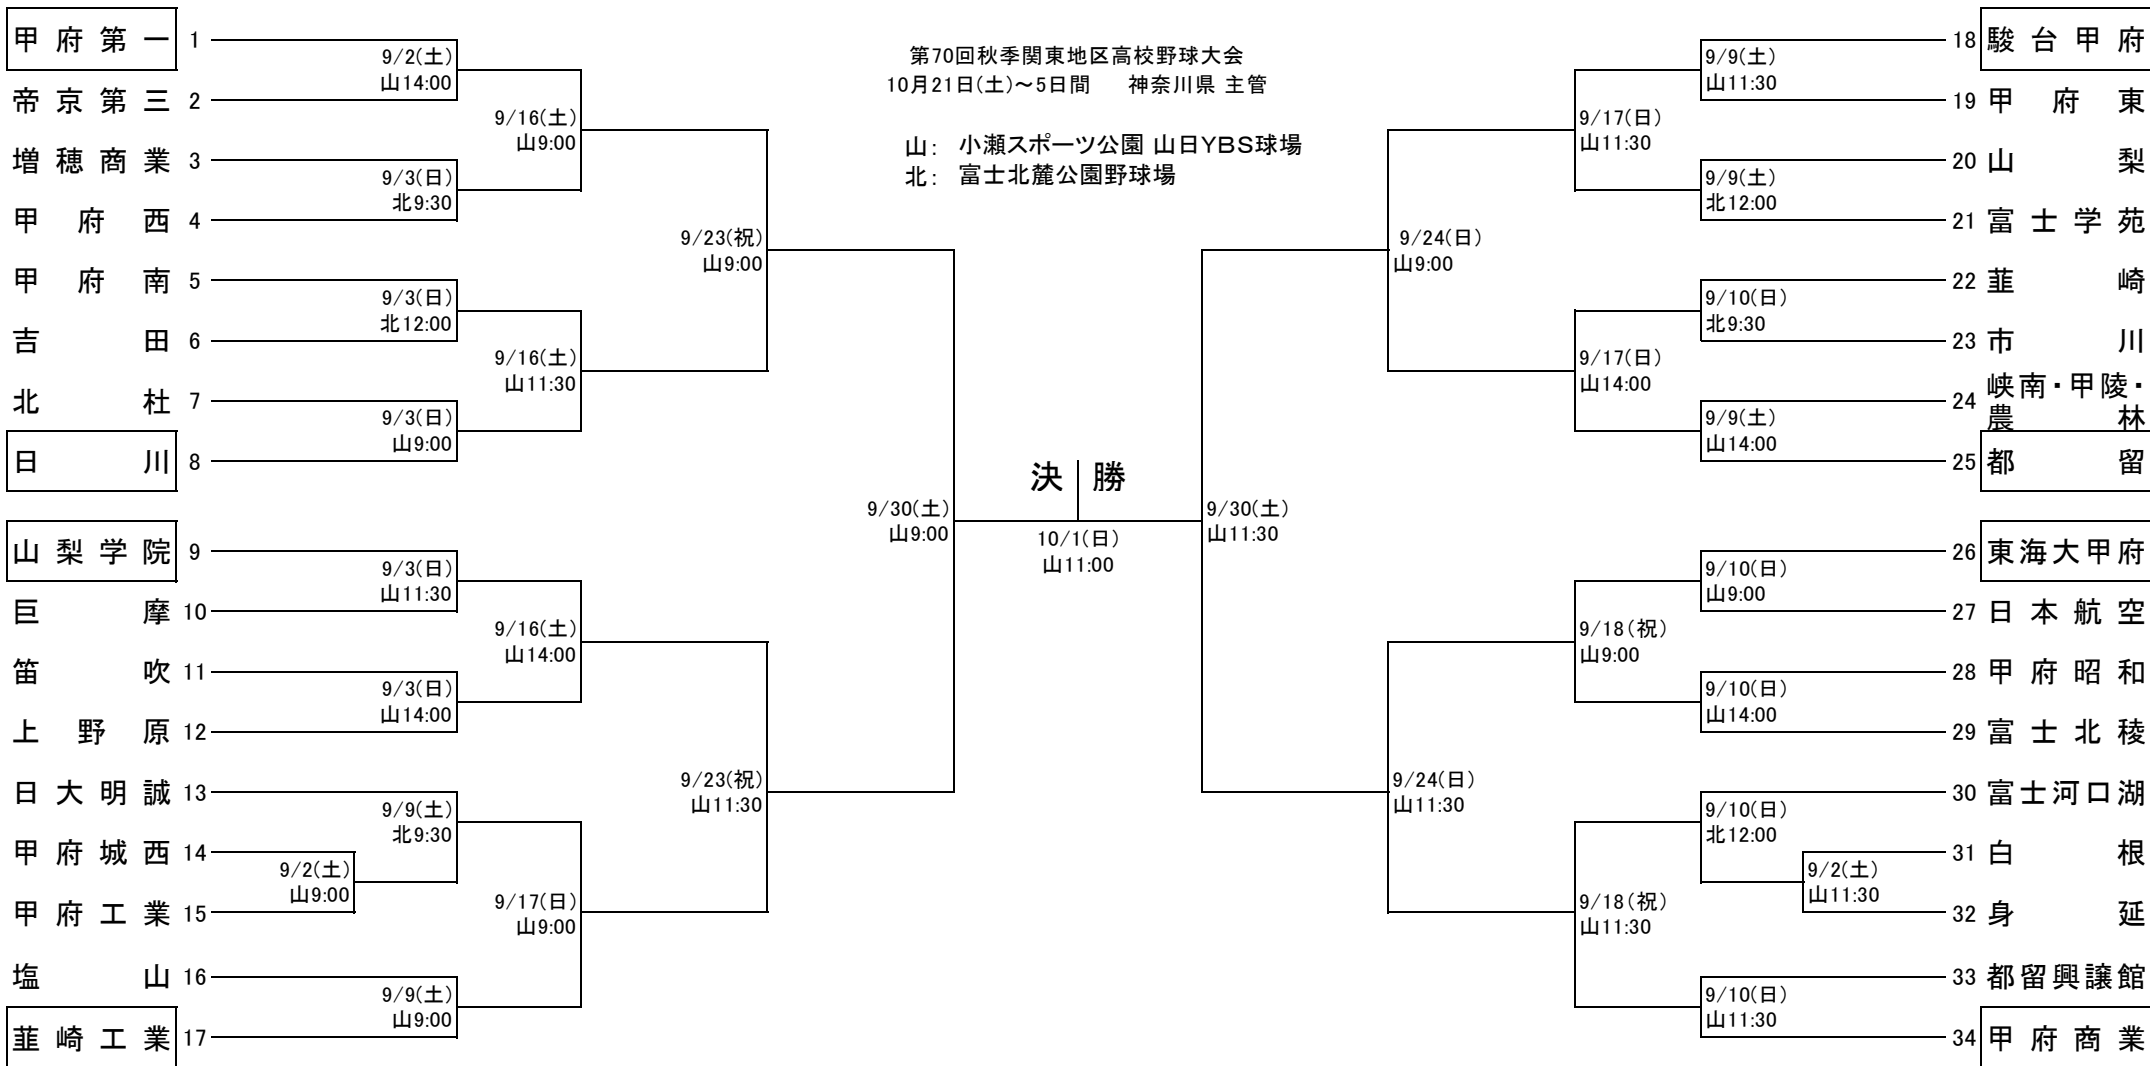 第70回秋季関東地区高校野球大会
10月21日(土)～5日間 神奈川県 主管
山： 小瀬スポーツ公園 山日YBS球場
北： 富士北麓公園野球場
甲府第一 1
帝京第三 2
増穂商業 3
甲府西 4
甲府南 5
吉田 6
北杜 7
日川 8
山梨学院 9
巨摩 10
笛吹 11
上野原 12
日大明誠 13
甲府城西 14
甲府工業 15
塩山 16
韮崎工業 17
9/2(土)
山14:00
9/3(日)
北9:30
9/3(日)
北12:00
9/3(日)
山9:00
9/3(日)
山11:30
9/3(日)
山14:00
9/9(土)
北9:30
9/2(土)
山9:00
9/9(土)
山9:00
9/16(土)
山9:00
9/16(土)
山11:30
9/16(土)
山14:00
9/17(日)
山9:00
9/23(祝)
山9:00
9/23(祝)
山11:30
9/30(土)
山9:00
決 勝
10/1(日)
山11:00
9/30(土)
山11:30
9/24(日)
山9:00
9/24(日)
山11:30
9/17(日)
山11:30
9/17(日)
山14:00
9/18(祝)
山9:00
9/18(祝)
山11:30
9/9(土)
山11:30
9/9(土)
北12:00
9/10(日)
北9:30
9/9(土)
山14:00
9/10(日)
山9:00
9/10(日)
山14:00
9/10(日)
北12:00
9/2(土)
山11:30
9/10(日)
山11:30
18 駿台甲府
19 甲府東
20 山梨
21 富士学苑
22 韮崎
23 市川
24 峡南・甲陵・
農林
25 都留
26 東海大甲府
27 日本航空
28 甲府昭和
29 富士北稜
30 富士河口湖
31 白根
32 身延
33 都留興譲館
34 甲府商業